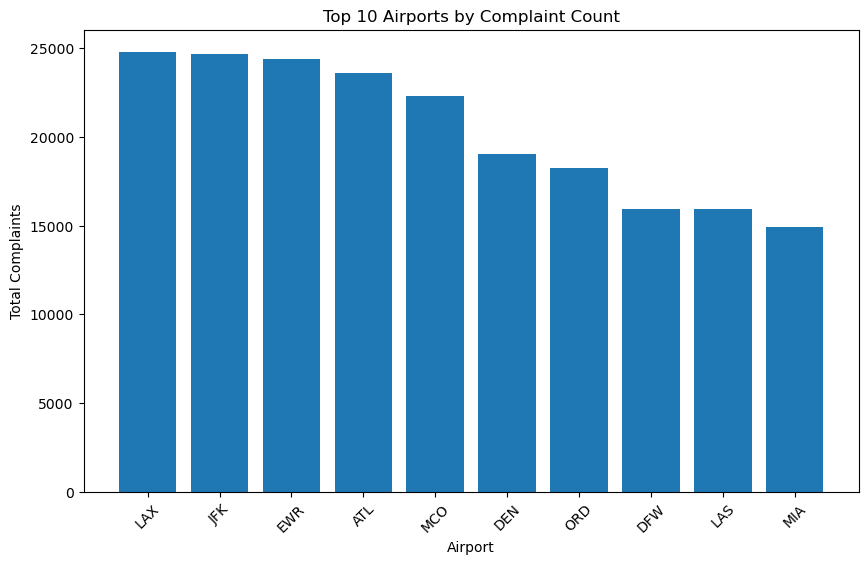 Top 10 Airports by Complaint Count
Total Complaints
25000
20000
15000
10000
5000
0
LAX JFK EWR ATL MCO DEN ORD DFW LAS MIA
Airport